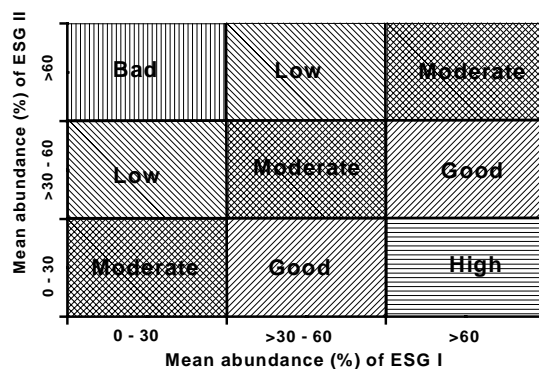 Mean abundance (%) of ESG II
>60
Bad
Low
Moderate
>30 - 60
Low
Moderate
Good
0 - 30
Moderate
Good
High
0 - 30
>30 - 60
>60
Mean abundance (%) of ESG I